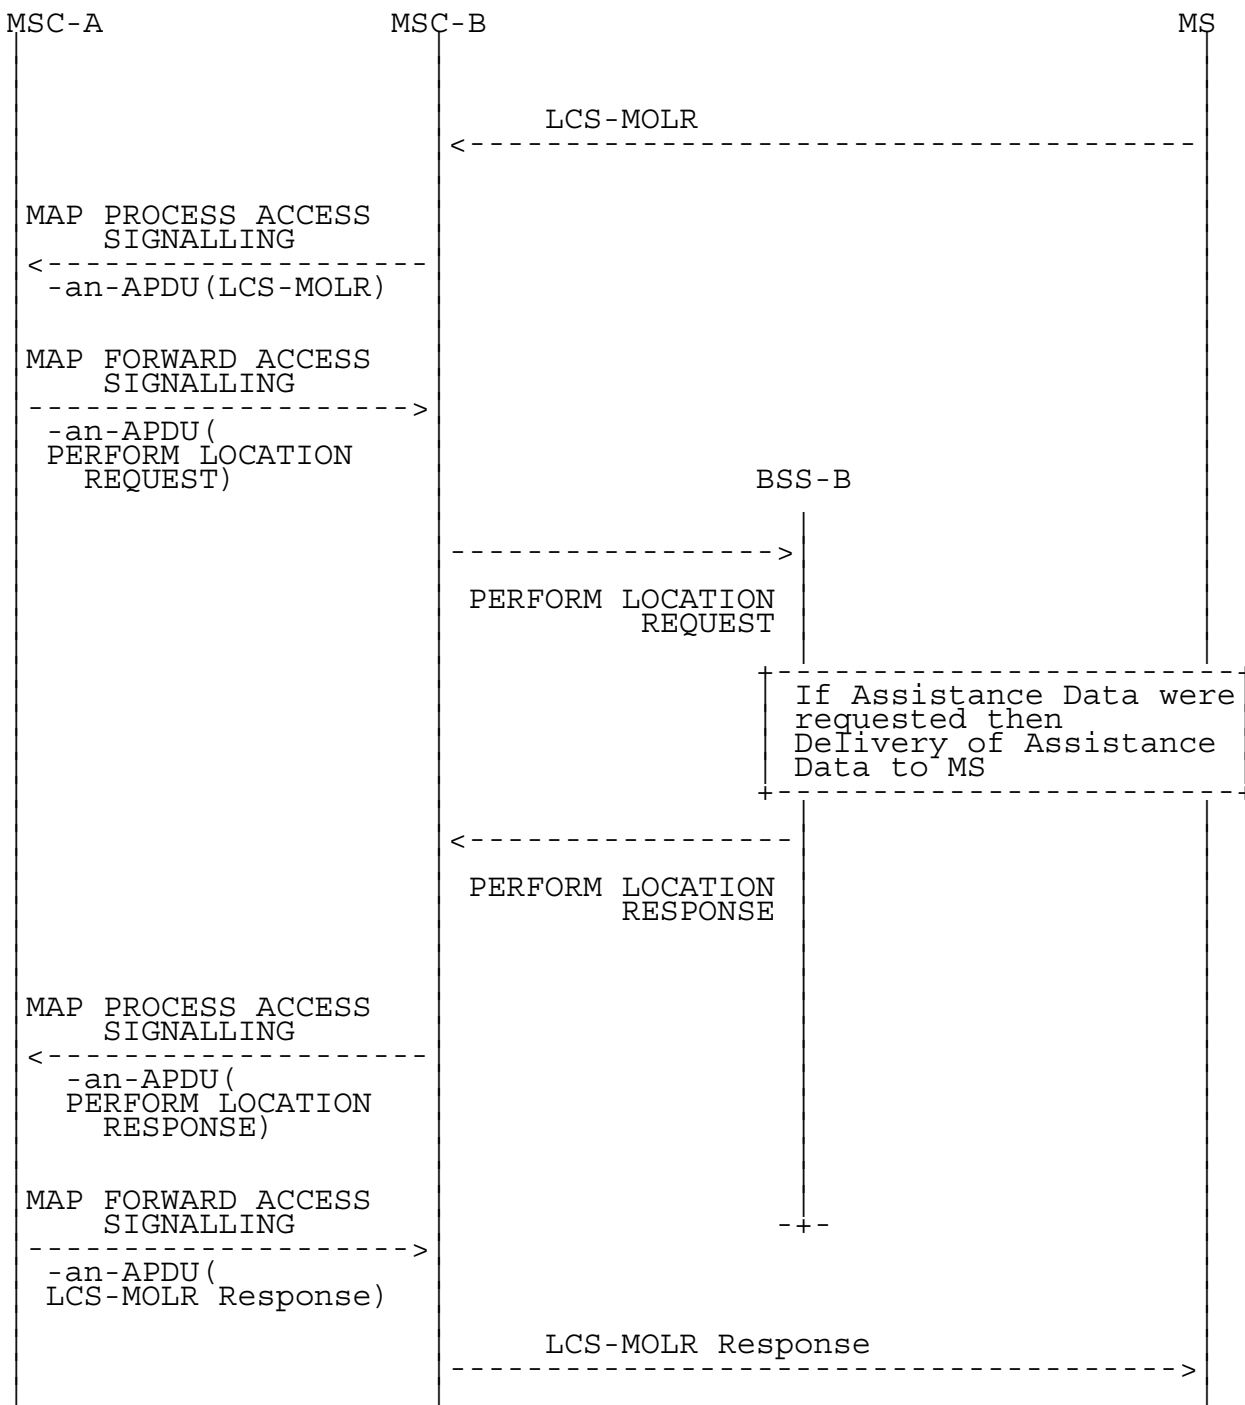 MSC-A MSC-B MS
LCS-MOLR
MAP PROCESS ACCESS
SIGNALLING
-an-APDU(LCS-MOLR)
MAP FORWARD ACCESS
SIGNALLING
-an-APDU(
PERFORM LOCATION
REQUEST)
BSS-B
PERFORM LOCATION
REQUEST
If Assistance Data were
requested then
Delivery of Assistance
Data to MS
PERFORM LOCATION
RESPONSE
MAP PROCESS ACCESS
SIGNALLING
-an-APDU(
PERFORM LOCATION
RESPONSE)
MAP FORWARD ACCESS
SIGNALLING
-an-APDU(
LCS-MOLR Response)
LCS-MOLR Response